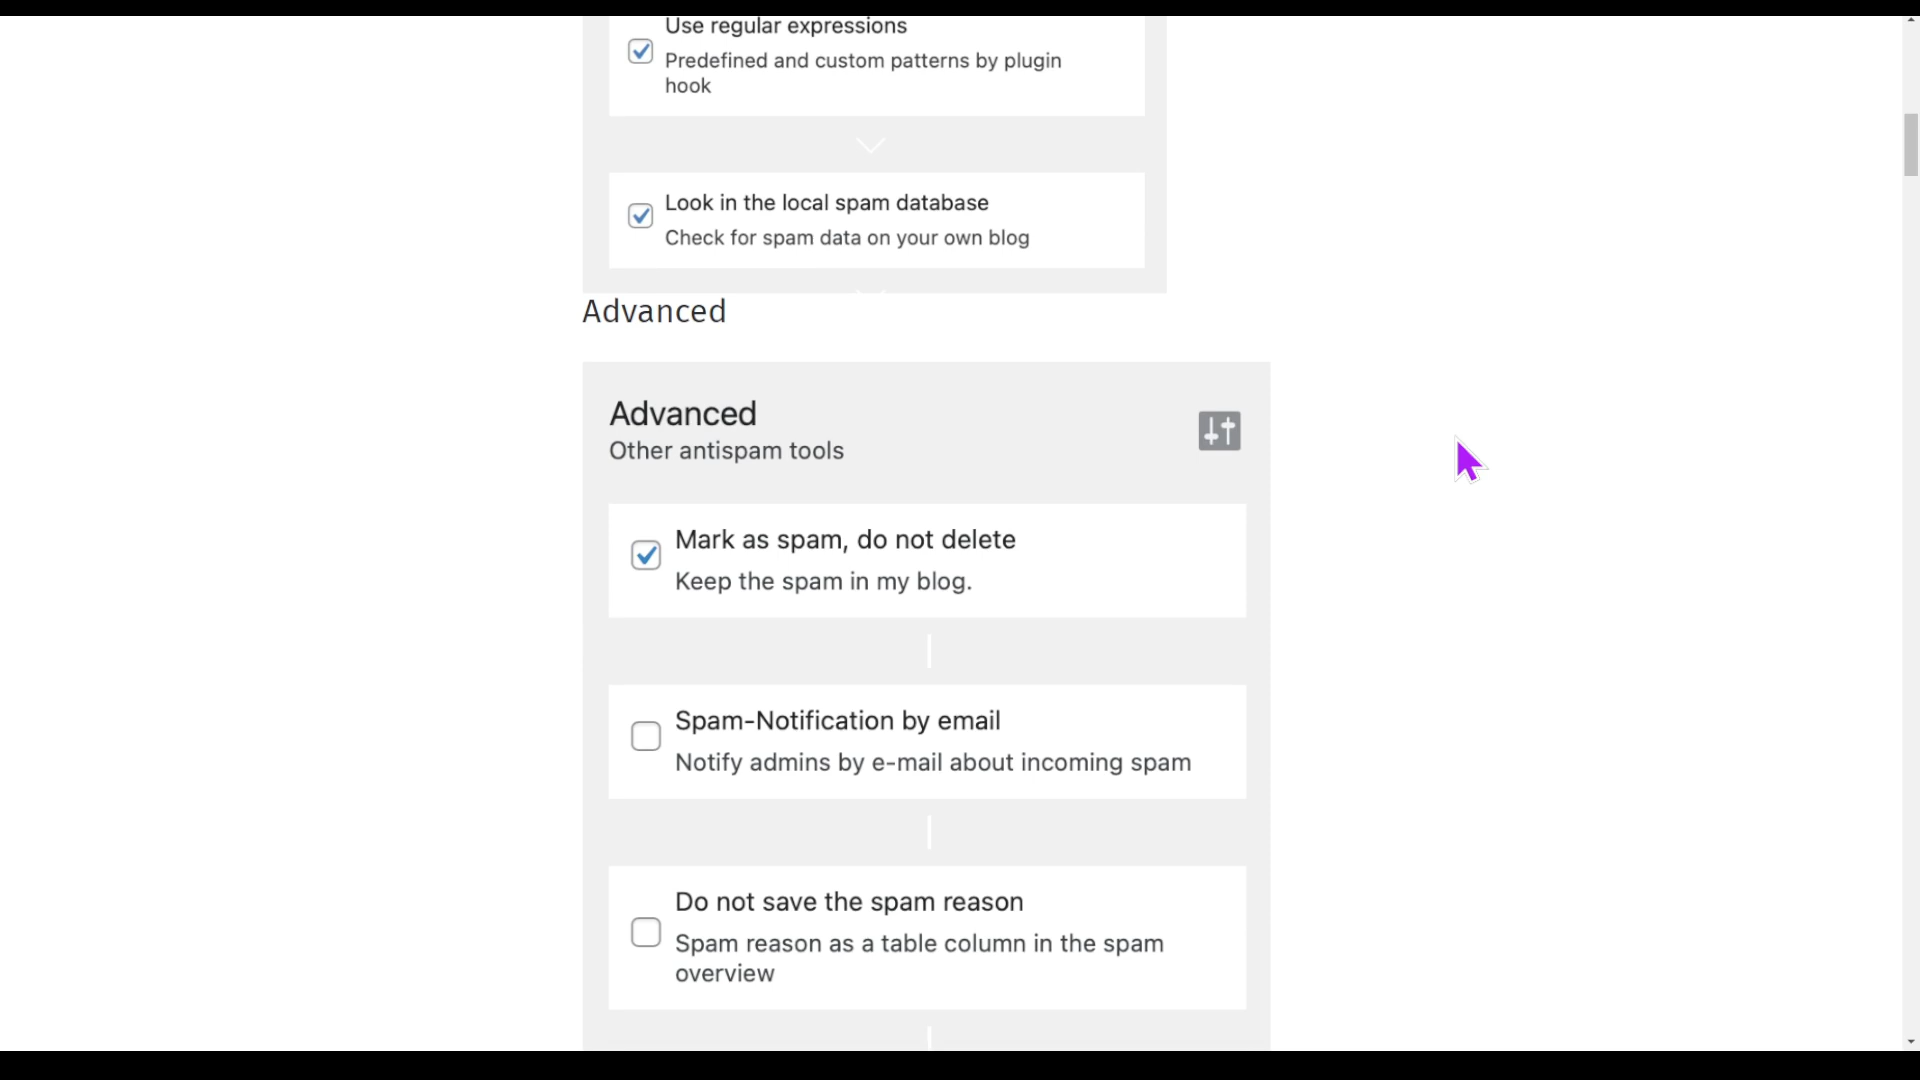 Use regular expressions
Predefined and custom patterns by plugin
hook
Look in the local spam database
Check for spam data on your own blog
Advanced
Advanced
Other antispam tools
Mark as spam, do not delete
Keep the spam in my blog.
Spam-Notification by email
Notify admins by e-mail about incoming spam
Do not save the spam reason
Spam reason as a table column in the spam
overview